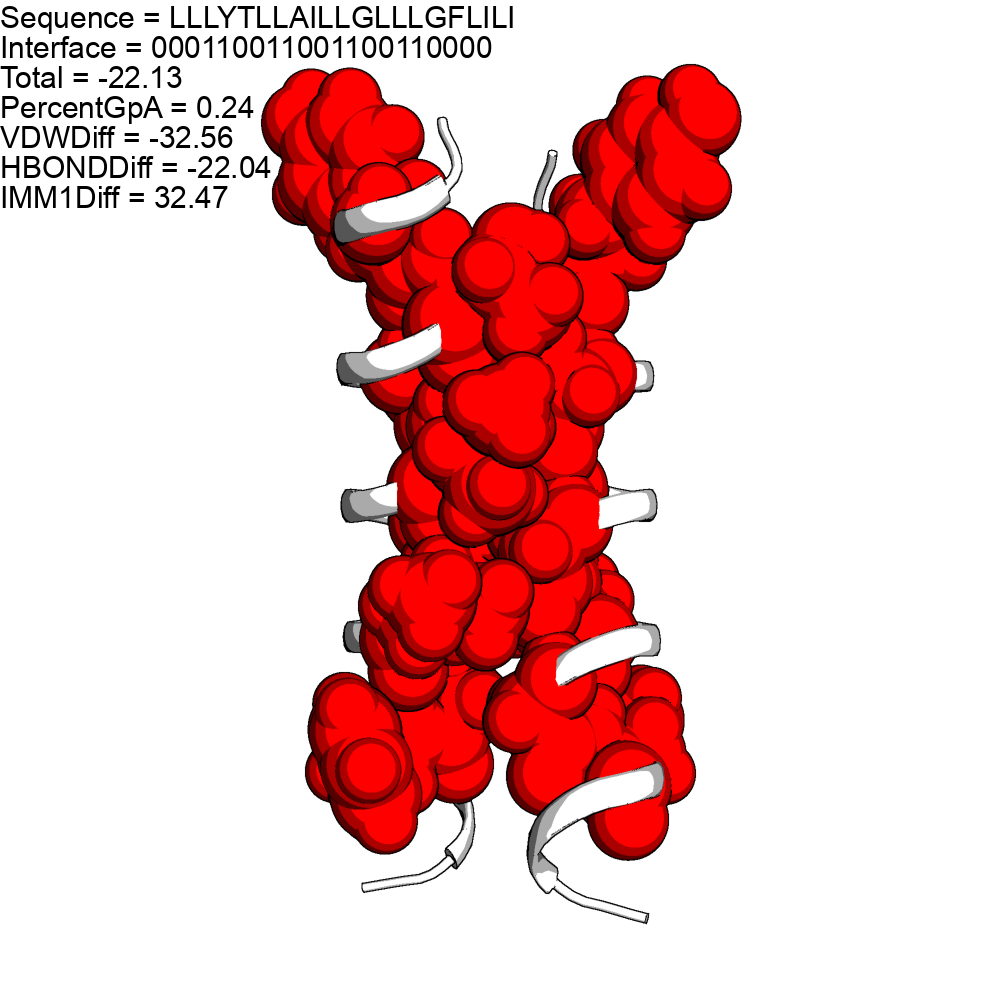 Sequence = LLLYTLLAILLGLLLGFLILI
Interface = 000110011001100110000
Total = -22.13
PercentGpA = 0.24
VDWDiff = -32.56
HBONDDiff = -22.04
IMM1Diff = 32.47